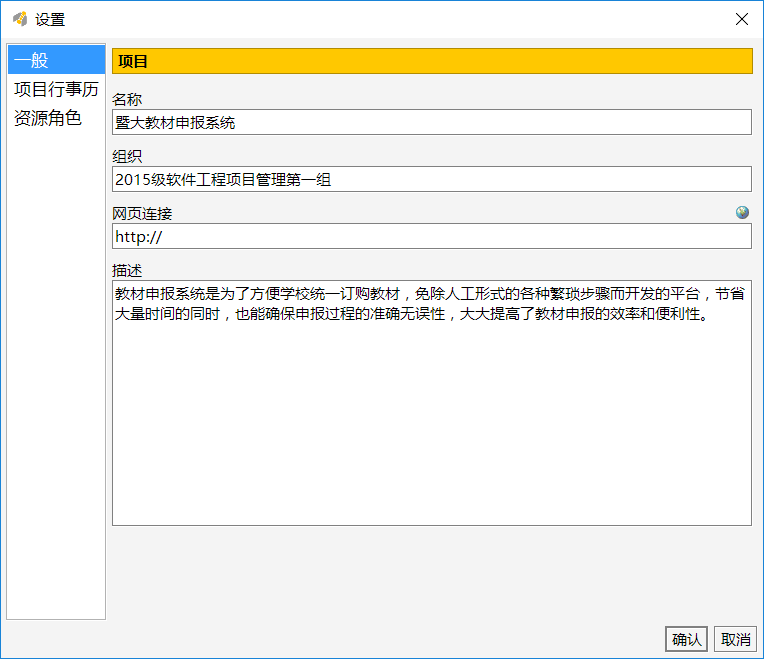 设置
一般
项目行事历
资源角色
项目
名称
暨大教材申报系统
组织
2015级软件工程项目管理第一组
网页连接
http://
描述
教材申报系统是为了方便学校统一订购教材，免除人工形式的各种繁琐步骤而开发的平台，节省
大量时间的同时，也能确保申报过程的准确无误性，大大提高了教材申报的效率和便利性。
确认
取消